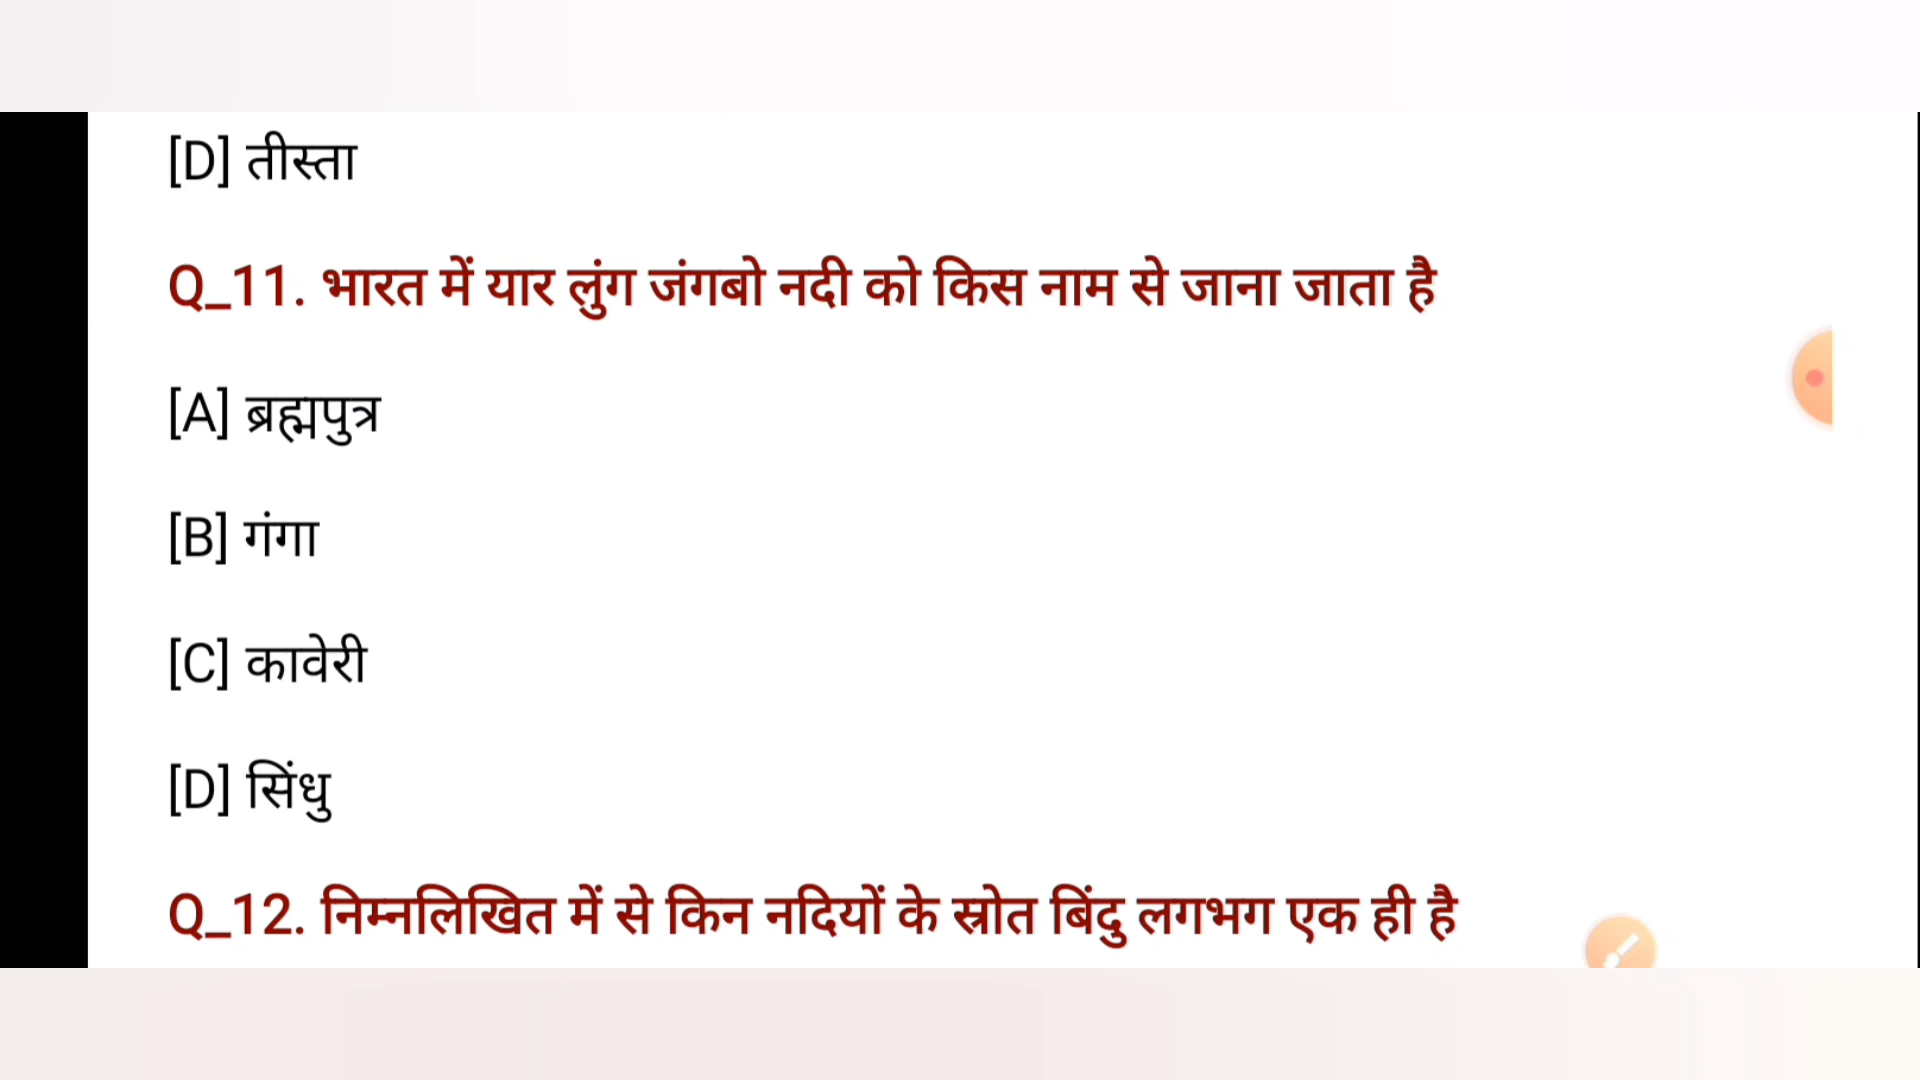 [D] तीस्ता
Q_11. भारत में यार लुंग जंगबो नदी को किस नाम से जाना जाता है
[A] ब्रह्मपुत्र
[B] गंगा
[C] कावेरी
[D] सिंधु
Q_12. निम्नलिखित में से किन नदियों के स्रोत बिंदु लगभग एक ही है